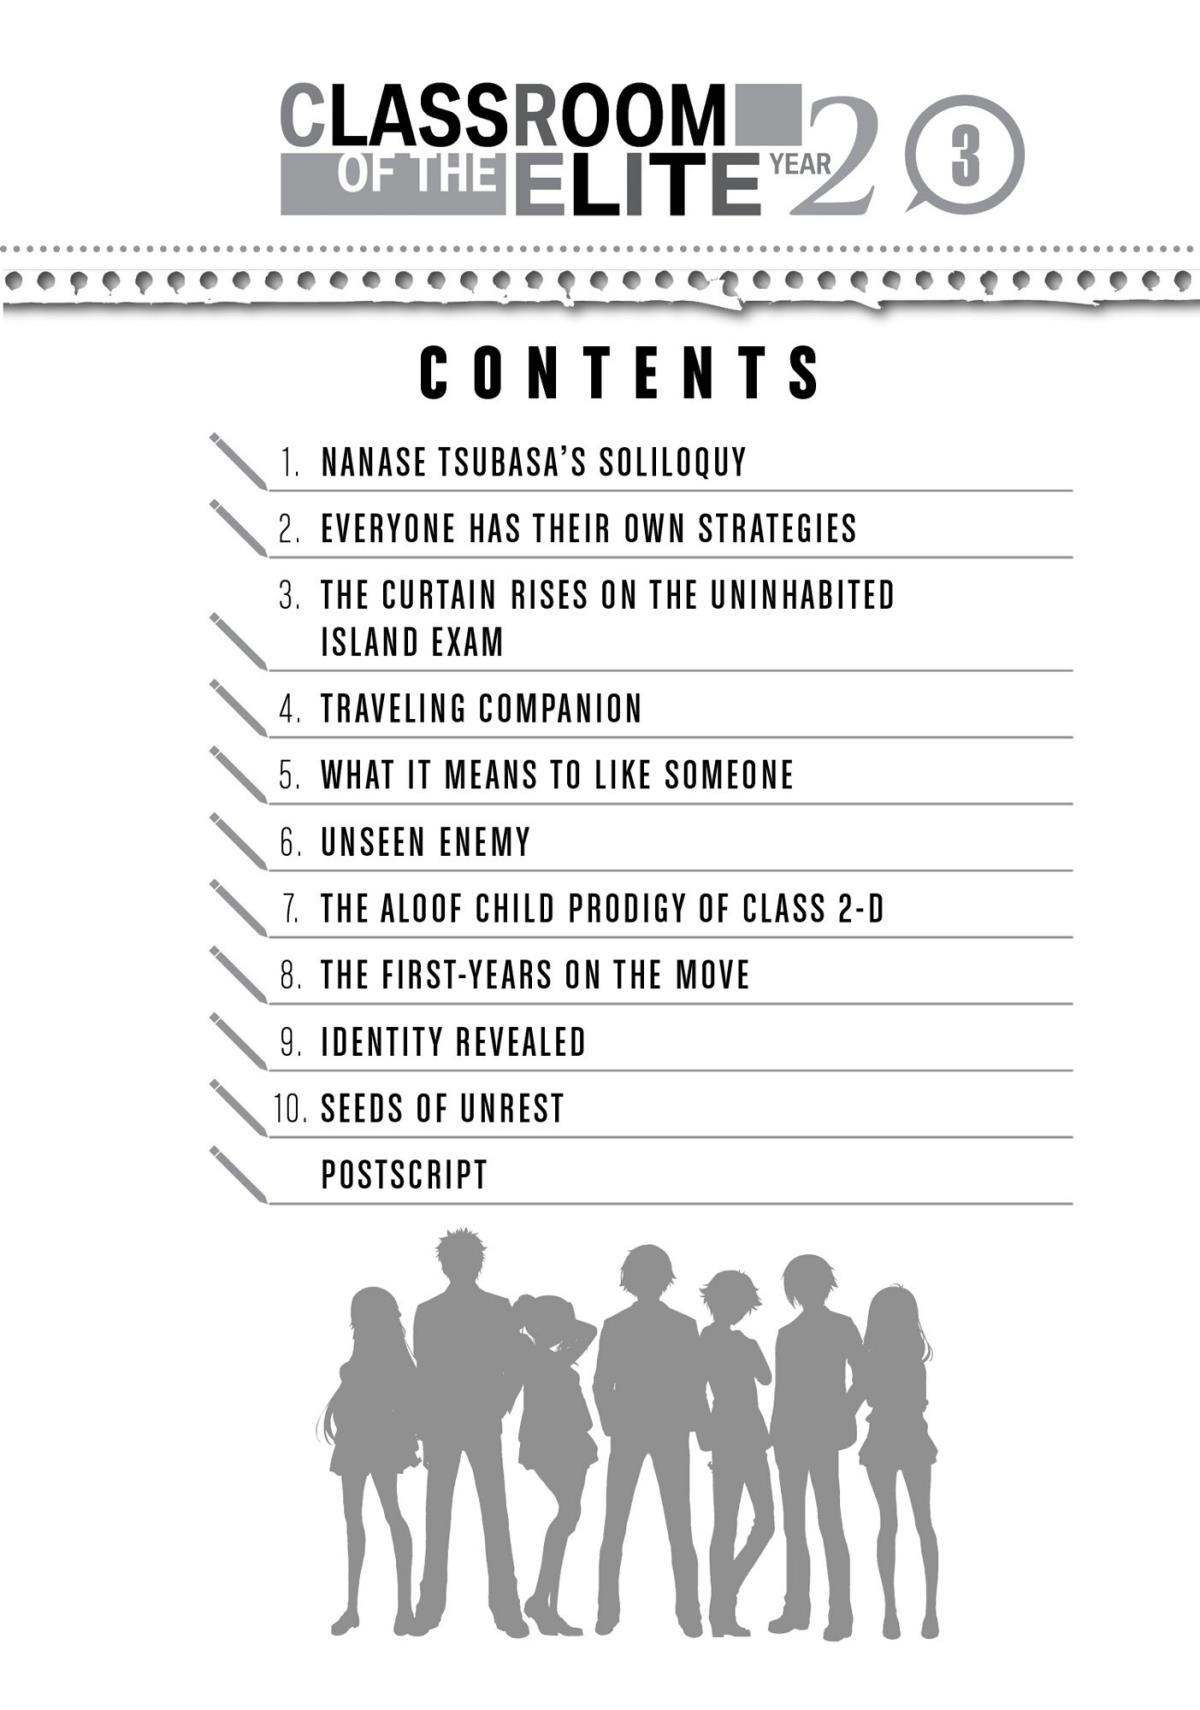 CLASSROOM
OF THE ELITE YEAR 2 3
CONTENTS
1. NANASE TSUBASA'S SOLILOQUY
2. EVERYONE HAS THEIR OWN STRATEGIES
3. THE CURTAIN RISES ON THE UNINHABITED
ISLAND EXAM
4. TRAVELING COMPANION
5. WHAT IT MEANS TO LIKE SOMEONE
6. UNSEEN ENEMY
7. THE ALOOF CHILD PRODIGY OF CLASS 2-D
8. THE FIRST-YEARS ON THE MOVE
9. IDENTITY REVEALED
10. SEEDS OF UNREST
POSTSCRIPT